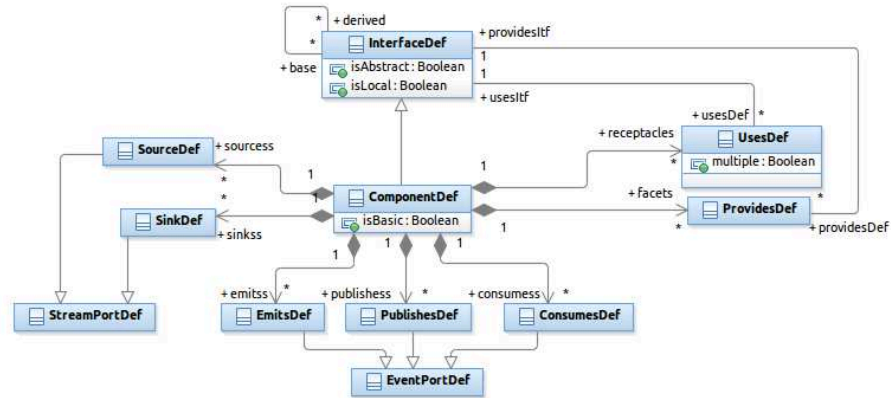 * + derived
+ providesItf
InterfaceDef
*
1
+ base
isAbstract : Boolean
isLocal : Boolean
1
+ usesItf
+ usesDef *
+ receptacles
UsesDef
multiple : Boolean
*
+ sourcess
SourceDef
*
1
1
ComponentDef
isBasic : Boolean
+ facets
*
ProvidesDef
+ providesDef
*
1
*
1
SinkDef
+ sinkss
1
1
1
+ emitss *
+ publishess *
+ consumess *
StreamPortDef
EmitsDef
PublishesDef
ConsumesDef
EventPortDef